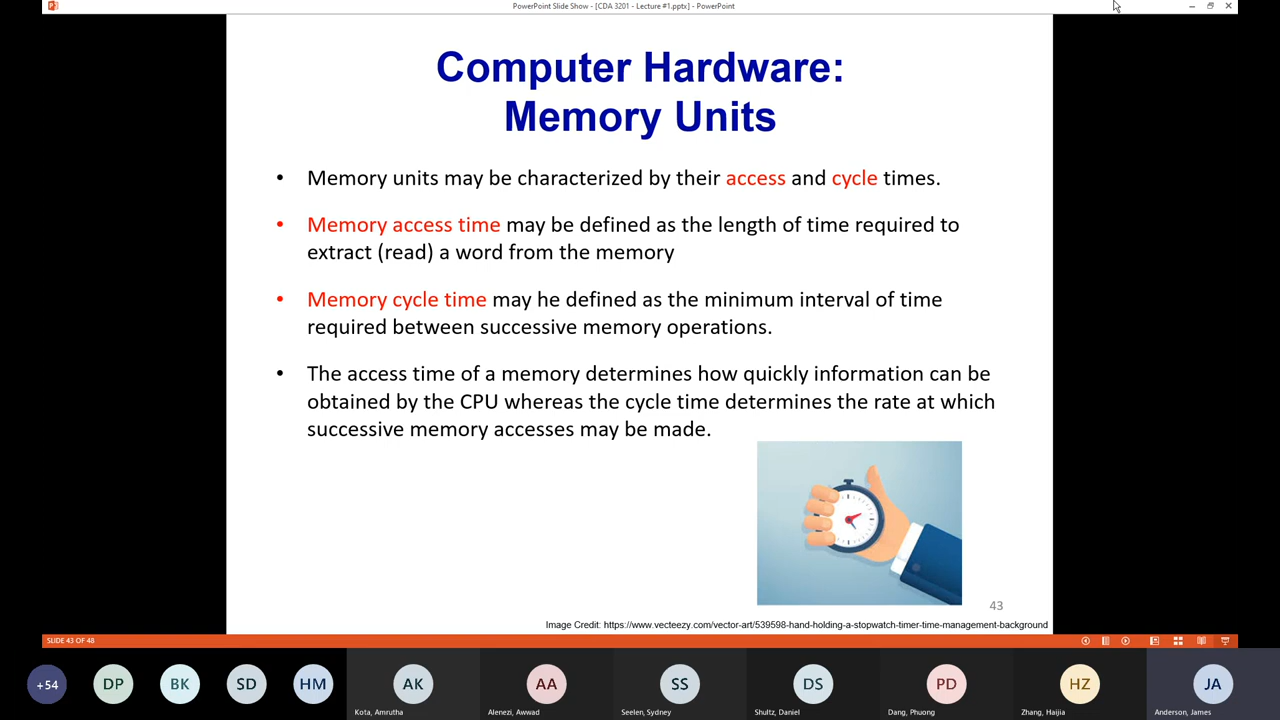 PowerPoint Slide Show - [CDA 3201 - Lecture #1.pptx] - PowerPoint
Computer Hardware:
Memory Units
• Memory units may be characterized by their access and cycle times.
• Memory access time may be defined as the length of time required to
extract (read) a word from the memory
• Memory cycle time may he defined as the minimum interval of time
required between successive memory operations.
• The access time of a memory determines how quickly information can be
obtained by the CPU whereas the cycle time determines the rate at which
successive memory accesses may be made.
43
Image Credit: https://www.vecteezy.com/vector-art/539598-hand-holding-a-stopwatch-timer-time-management-background
SLIDE 43 OF 48
+54 DP BK SD HM AK AA SS DS PD HZ JA
Kota, Amrutha Alenezi, Awwad Seelen, Sydney Shultz, Daniel Dang, Phuong Zhang, Haijia Anderson, James